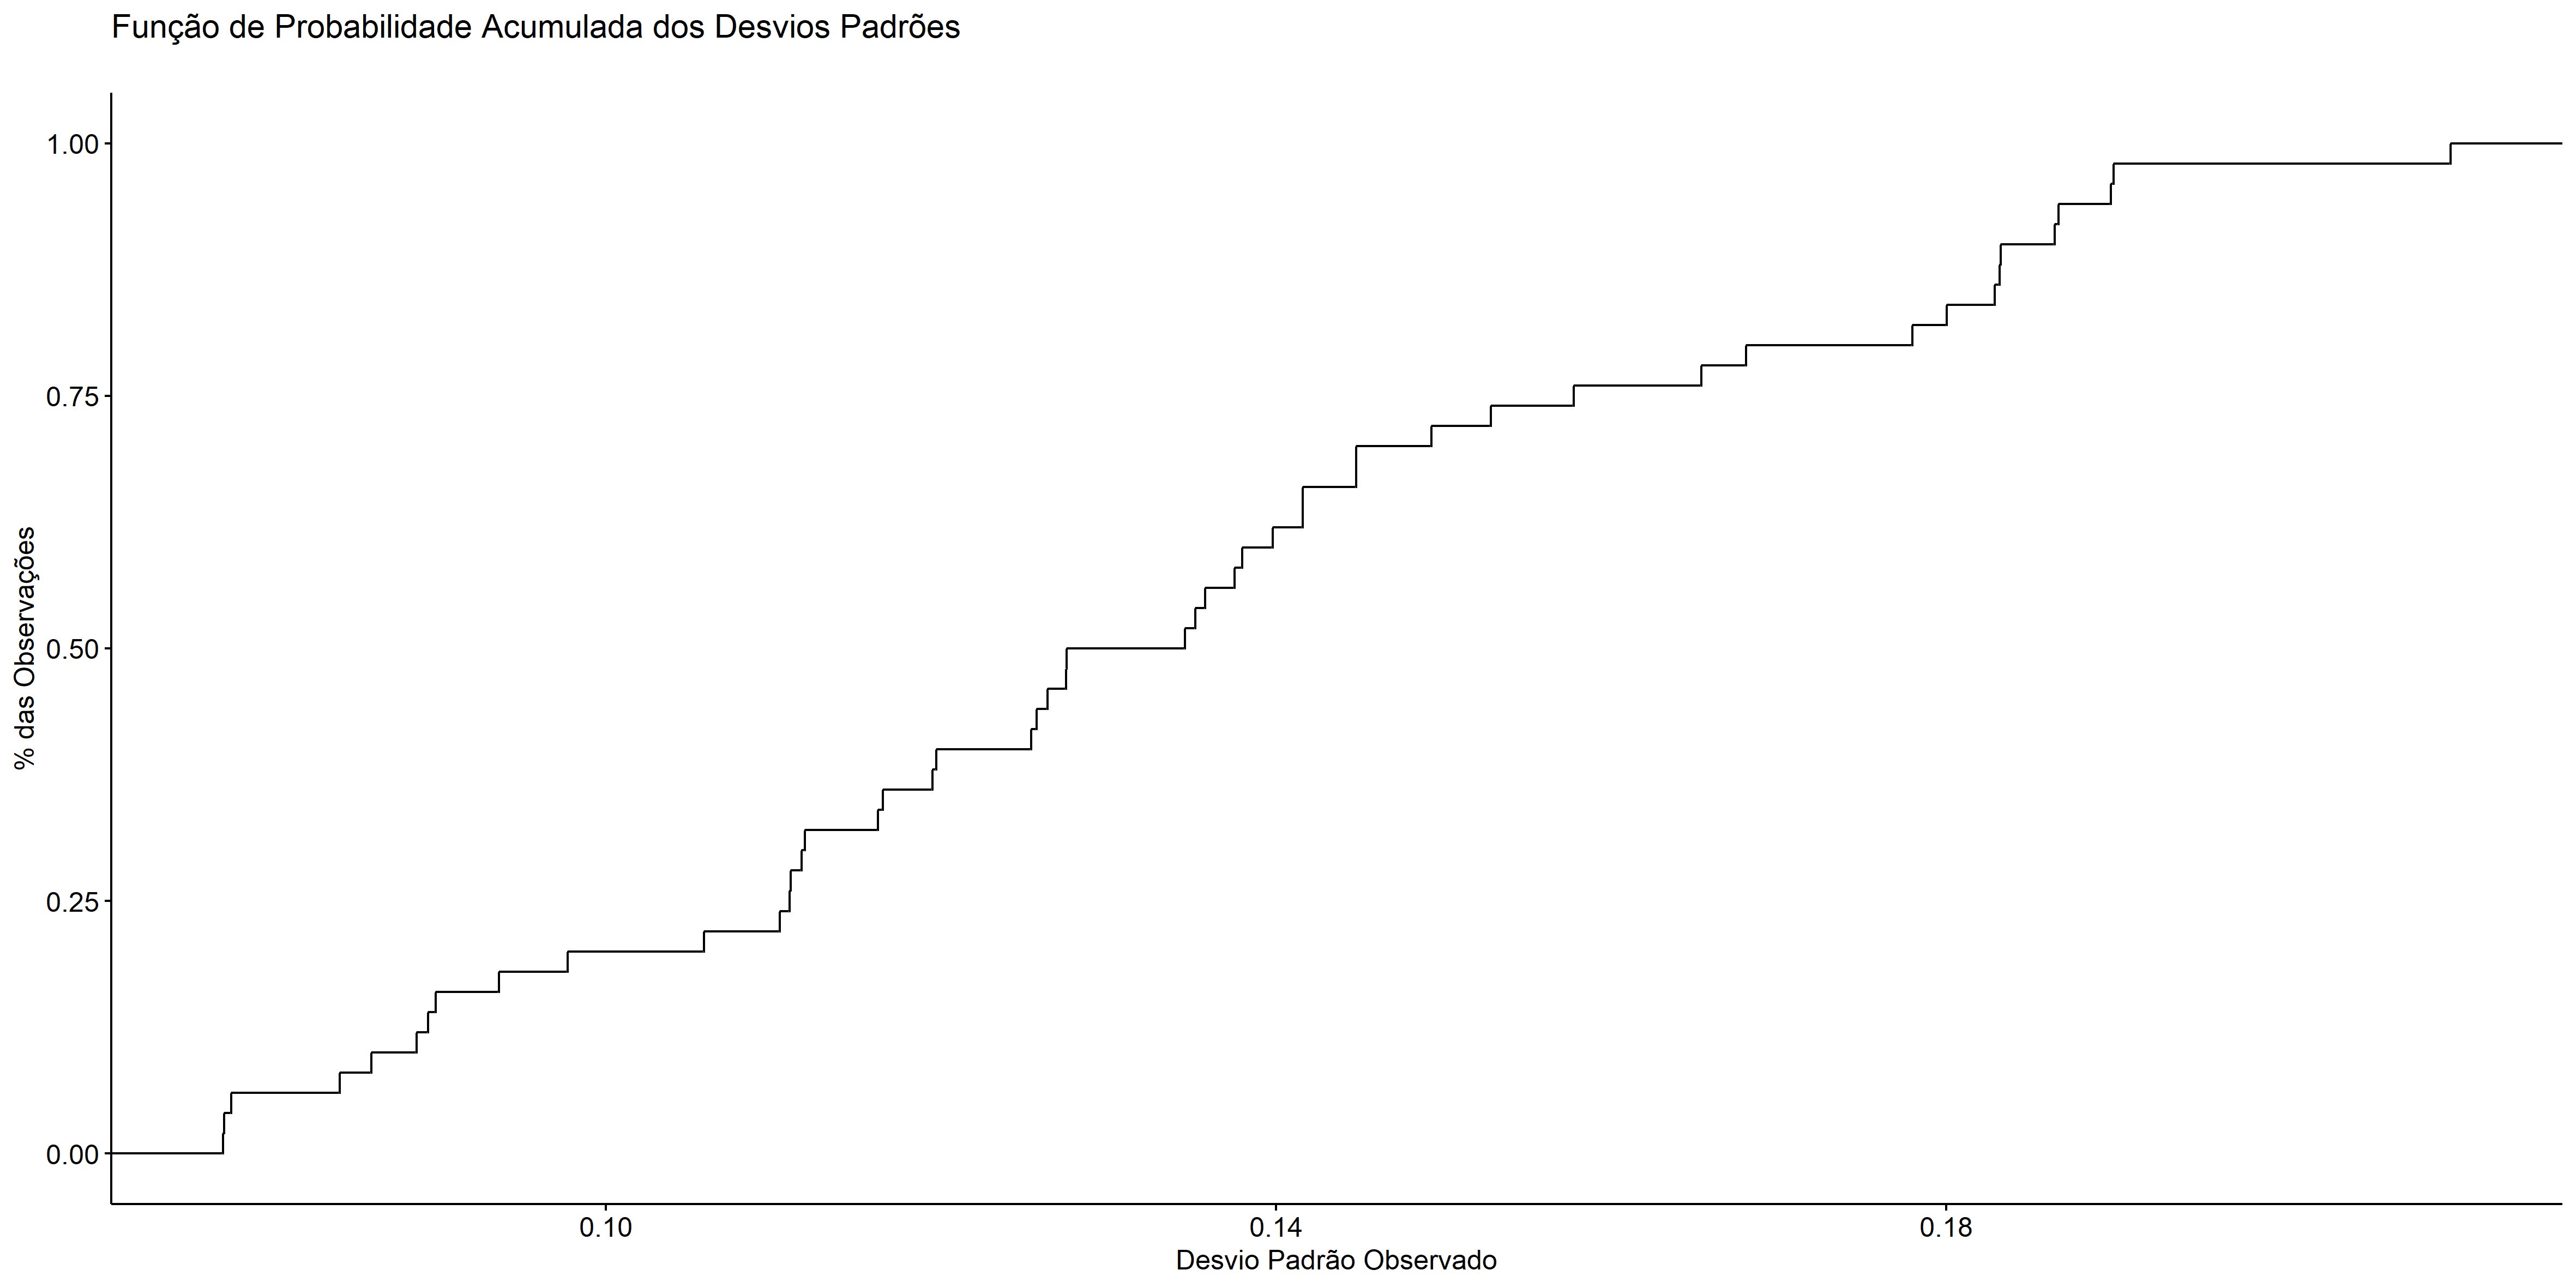 Função de Probabilidade Acumulada dos Desvios Padrões
1.00
0.75
0.50
0.25
0.00
% das Observações
0.10
0.14
0.18
Desvio Padrão Observado